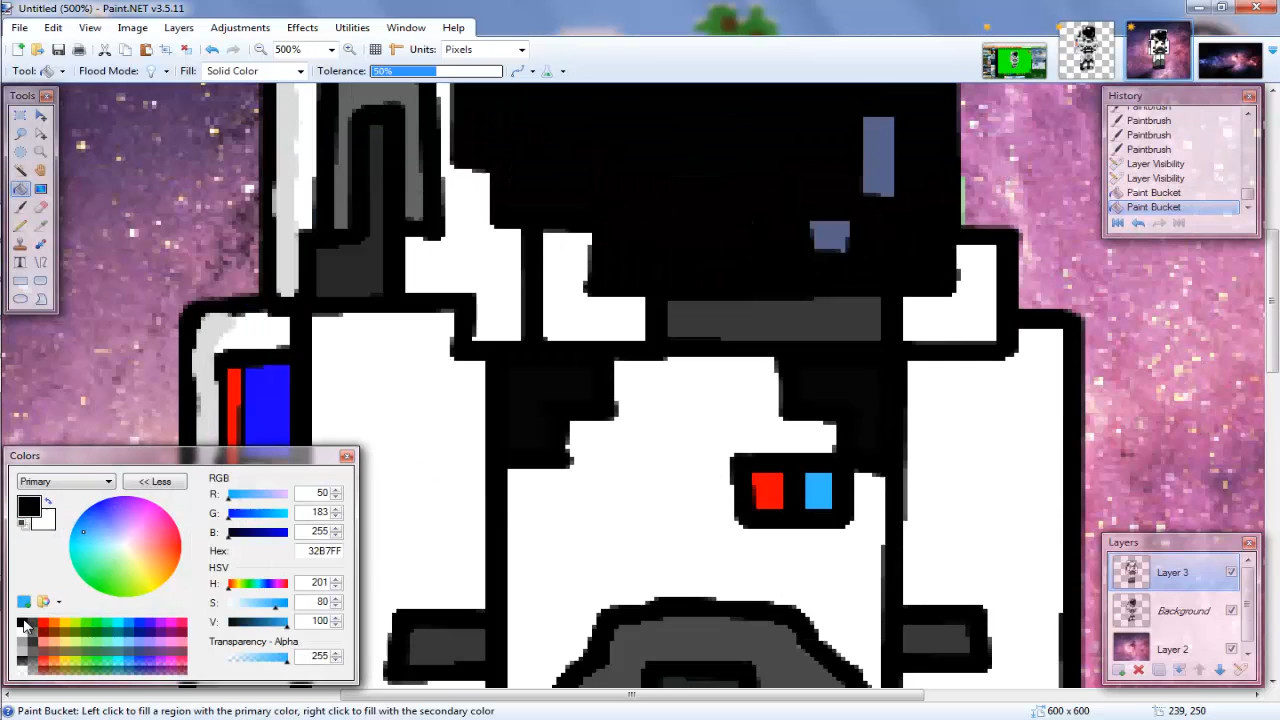 Untitled (500%) - Paint.NET v3.5.11
File Edit View Image Adjustments Effects Utilities Window Help
500% Units: Pixels
Tool: Flood Mode: Fill: Solid Color Tolerance: 50%
Tools
History
Paintbrush
Paintbrush
Paintbrush
Paintbrush
Layer Visibility
Layer Visibility
Paint Bucket
Paint Bucket
Colors
Primary << Less
RGB
R: 50
G: 183
B: 255
Hex: 32B7FF
HSV
H: 201
S: 80
V: 100
Transparency - Alpha
255
Layers
Layer 3
Background
Layer 2
Paint Bucket: Left click to fill a region with the primary color, right click to fill with the secondary color
600 x 600 239, 250